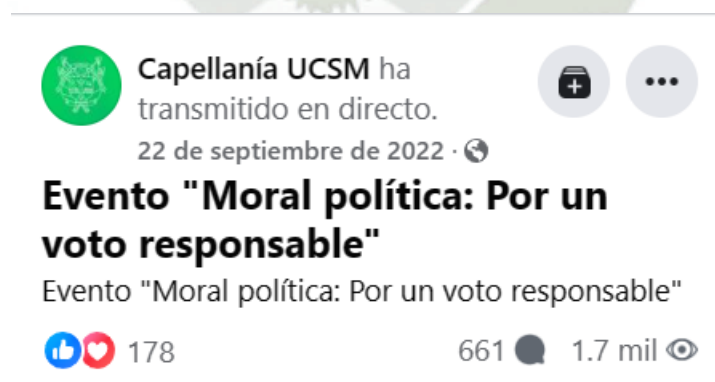 Capellanía UCSM ha
transmitido en directo.
22 de septiembre de 2022 ·
Evento "Moral política: Por un
voto responsable"
Evento "Moral política: Por un voto responsable"
178 661 1.7 mil